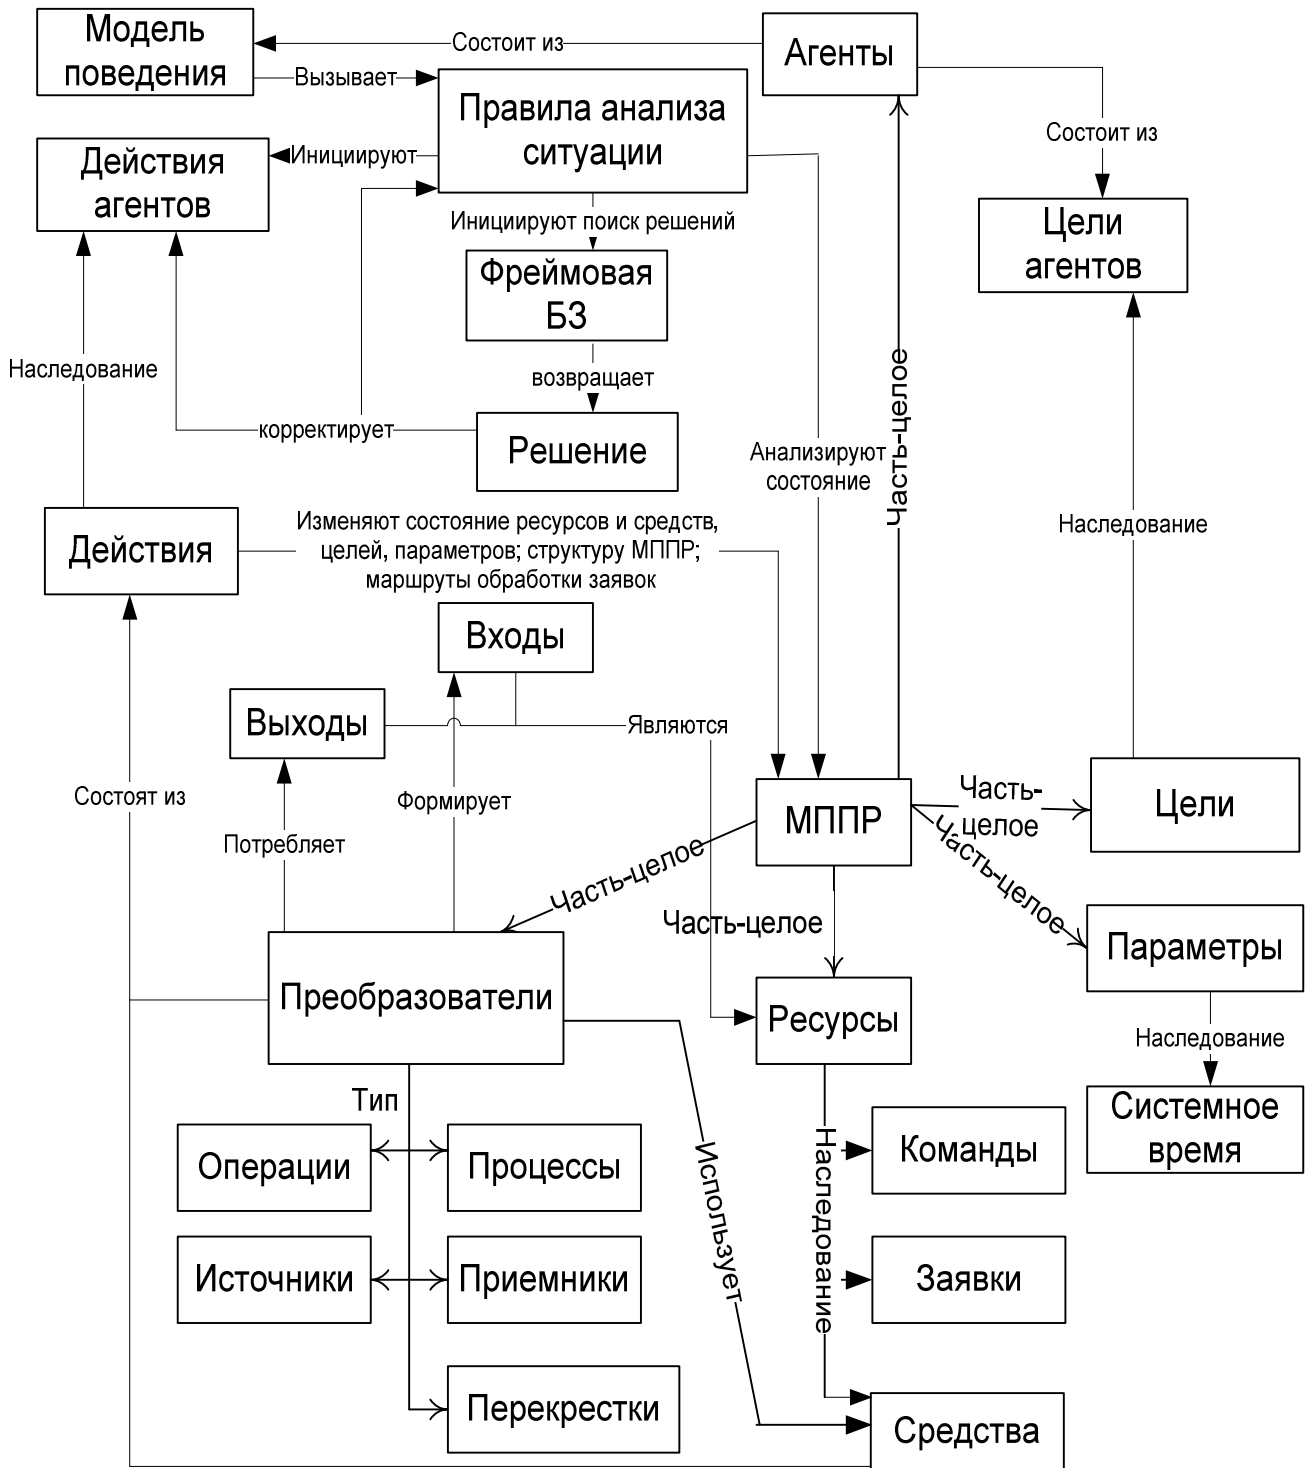 Модель
поведения
Состоит из
Агенты
Вызывает
Правила анализа
ситуации
Состоит из
Действия
агентов
Инициируют
Цели
агентов
Инициируют поиск решений
Фреймовая
БЗ
Наследование
возвращает
Часть-целое
корректирует
Решение
Анализируют
состояние
Наследование
Действия
Изменяют состояние ресурсов и средств,
целей, параметров; структуру МППР;
маршруты обработки заявок
Входы
Выходы
Являются
Состоят из
Формирует
Потребляет
МППР
Часть-
целое
Цели
Часть-целое
Часть-целое
Часть-целое
Параметры
Преобразователи
Ресурсы
Наследование
Тип
Системное
время
Операции
Процессы
Использует
Наследование
Команды
Источники
Приемники
Заявки
Перекрестки
Средства